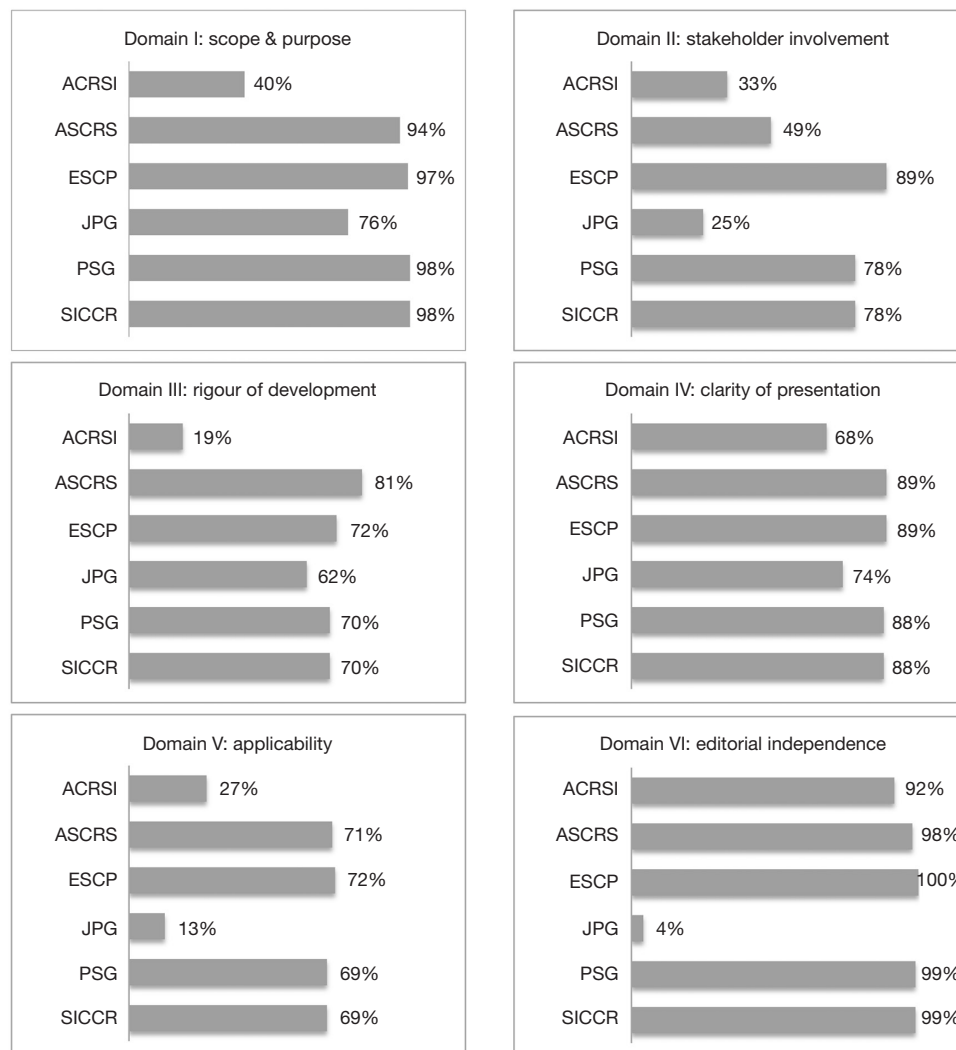 Domain I: scope & purpose
ACRSI 40%
ASCRS 94%
ESCP 97%
JPG 76%
PSG 98%
SICCR 98%
Domain II: stakeholder involvement
ACRSI 33%
ASCRS 49%
ESCP 89%
JPG 25%
PSG 78%
SICCR 78%
Domain III: rigour of development
ACRSI 19%
ASCRS 81%
ESCP 72%
JPG 62%
PSG 70%
SICCR 70%
Domain IV: clarity of presentation
ACRSI 68%
ASCRS 89%
ESCP 89%
JPG 74%
PSG 88%
SICCR 88%
Domain V: applicability
ACRSI 27%
ASCRS 71%
ESCP 72%
JPG 13%
PSG 69%
SICCR 69%
Domain VI: editorial independence
ACRSI 92%
ASCRS 98%
ESCP 100%
JPG 4%
PSG 99%
SICCR 99%